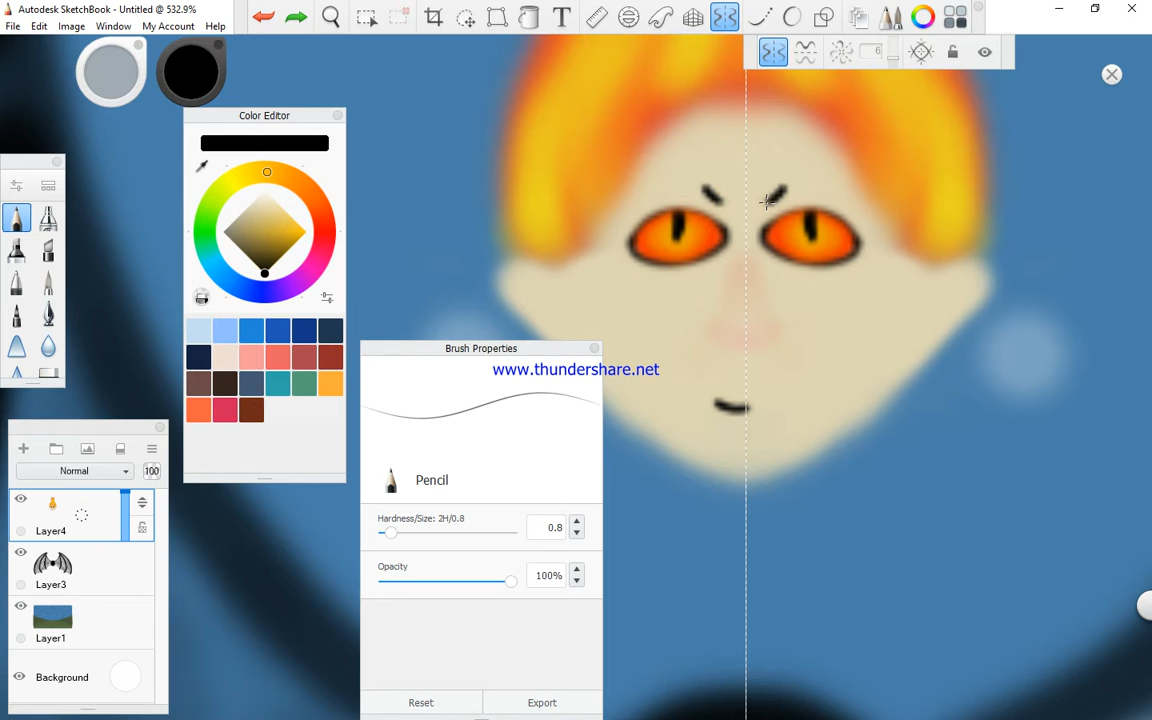 Autodesk SketchBook - Untitled @ 532.9%
File Edit Image Window My Account Help
6
Color Editor
Brush Properties
www.thundershare.net
Pencil
Hardness/Size: 2H/0.8
0.8
Opacity
100%
Reset Export
Normal 100
Layer4
Layer3
Layer1
Background